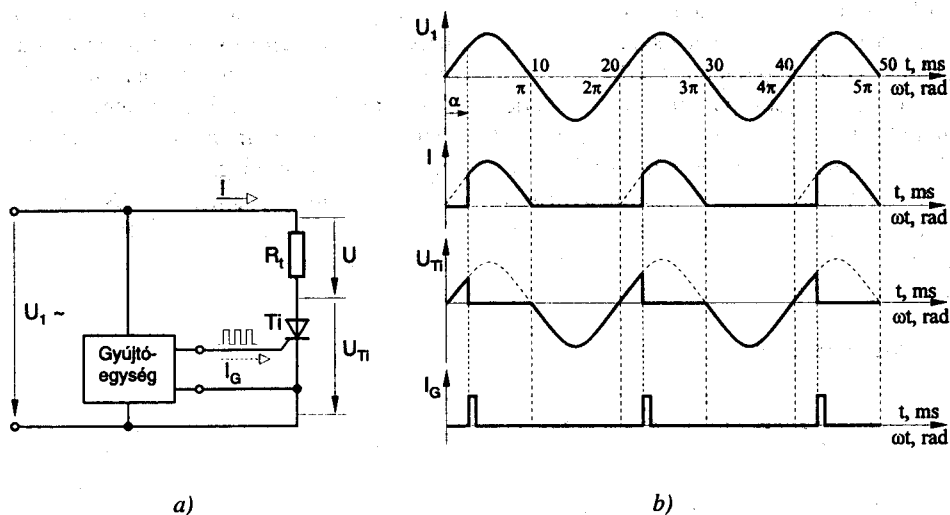 I
R_t
U
U_1 ~
Ti
U_Ti
I_G
Gyújtó-
egység
a)
U_1
10
20
30
40
50
t, ms
π
2π
3π
4π
5π
ωt, rad
α
I
t, ms
ωt, rad
U_Ti
t, ms
ωt, rad
I_G
t, ms
ωt, rad
b)